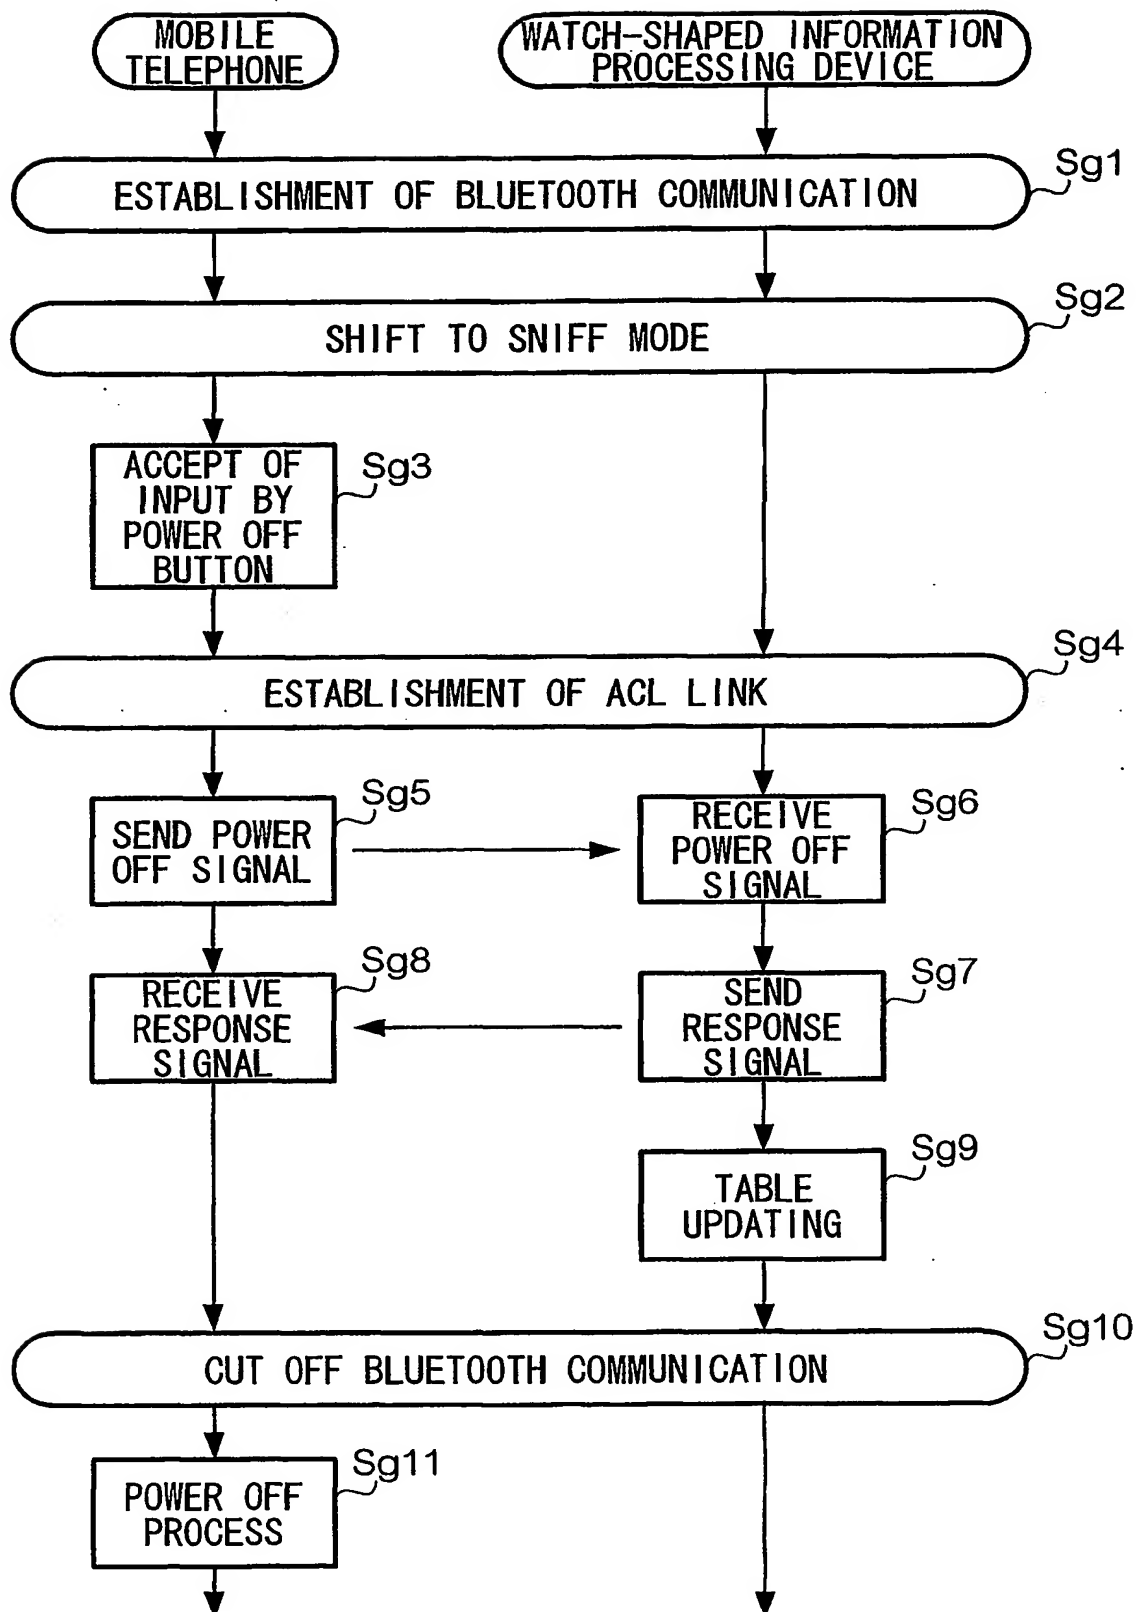 MOBILE
TELEPHONE
WATCH-SHAPED INFORMATION
PROCESSING DEVICE
Sg1
ESTABLISHMENT OF BLUETOOTH COMMUNICATION
Sg2
SHIFT TO SNIFF MODE
Sg3
ACCEPT OF
INPUT BY
POWER OFF
BUTTON
Sg4
ESTABLISHMENT OF ACL LINK
Sg5
SEND POWER
OFF SIGNAL
Sg6
RECEIVE
POWER OFF
SIGNAL
Sg8
RECEIVE
RESPONSE
SIGNAL
Sg7
SEND
RESPONSE
SIGNAL
Sg9
TABLE
UPDATING
Sg10
CUT OFF BLUETOOTH COMMUNICATION
Sg11
POWER OFF
PROCESS